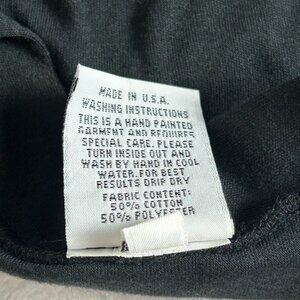 MADE IN U.S.A.
WASHING INSTRUCTIONS
THIS IS A HAND PAINTED
GARMENT AND REQUIRES
SPECIAL CARE. PLEASE
TURN INSIDE OUT AND
WASH BY HAND IN COOL
WATER. FOR BEST
RESULTS DRIP DRY
FABRIC CONTENT:
50% COTTON
50% POLYESTER